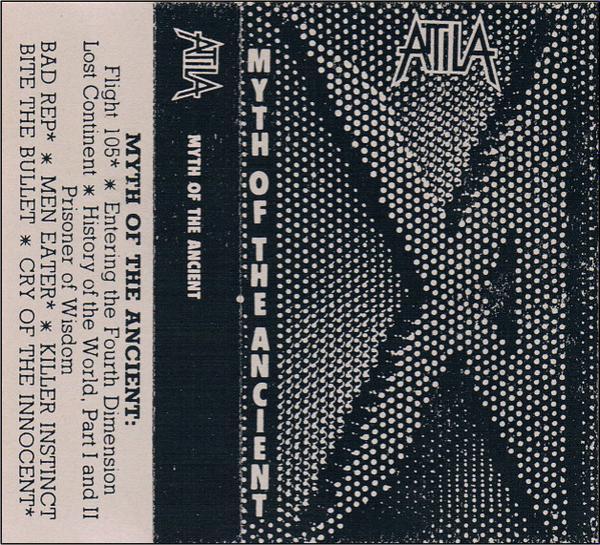 ATTILA
MYTH OF THE ANCIENT
ATTILA
MYTH OF THE ANCIENT
MYTH OF THE ANCIENT:
Flight 105* * Entering the Fourth Dimension
Lost Continent * History of the World, Part I and II
Prisoner of Wisdom
BAD REP* * MEN EATER* * KILLER INSTINCT
BITE THE BULLET * CRY OF THE INNOCENT*